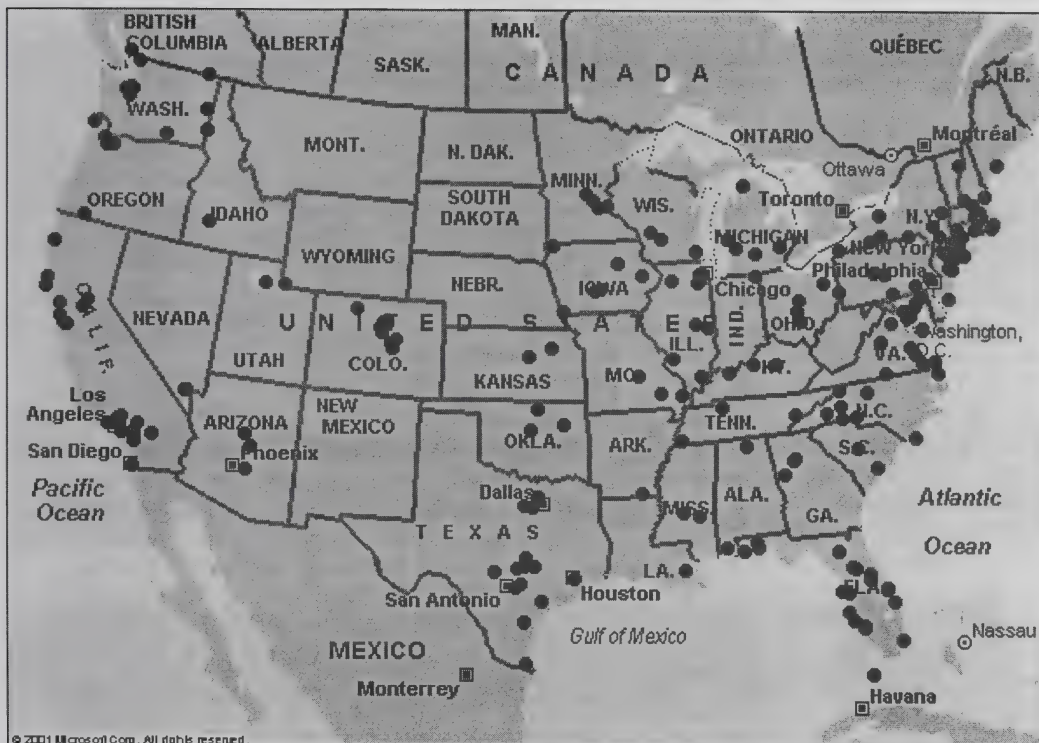 BRITISH
COLUMBIA
ALBERTA
SASK.
MAN.
CANADA
QUÉBEC
N.B.
WASH.
MONT.
N. DAK.
ONTARIO
Montréal
Ottawa
OREGON
IDAHO
SOUTH
DAKOTA
MINN.
WIS.
Toronto
N.Y.
WYOMING
MICHIGAN
New York
Philadelphia
NEBR.
IOWA
Chicago
NEVADA
UNITED STATES
IND.
OHIO
Washington,
D.C.
CALIF
UTAH
COLO.
KANSAS
MO.
ILL.
KY.
VA.
Los
Angeles
ARIZONA
NEW
MEXICO
OKLA.
ARK.
TENN.
N.C.
San Diego
Phoenix
S.C.
Pacific
Ocean
Dallas
MISS.
ALA.
GA.
Atlantic
Ocean
TEXAS
LA.
FLA.
San Antonio
Houston
Gulf of Mexico
Nassau
MEXICO
Monterrey
Havana
© 2001 Microsoft Corp. All rights reserved.